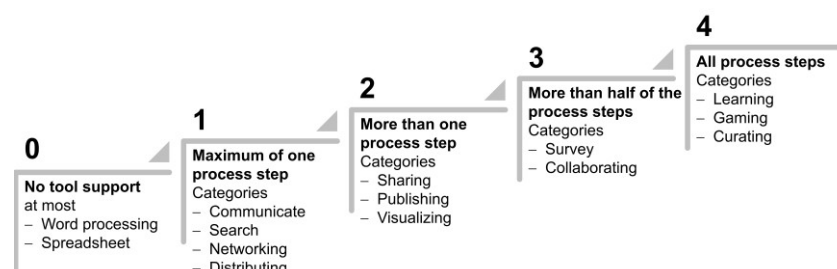 0
No tool support
at most
– Word processing
– Spreadsheet
1
Maximum of one
process step
Categories
– Communicate
– Search
– Networking
– Distributing
2
More than one
process step
Categories
– Sharing
– Publishing
– Visualizing
3
More than half of the
process steps
Categories
– Survey
– Collaborating
4
All process steps
Categories
– Learning
– Gaming
– Curating